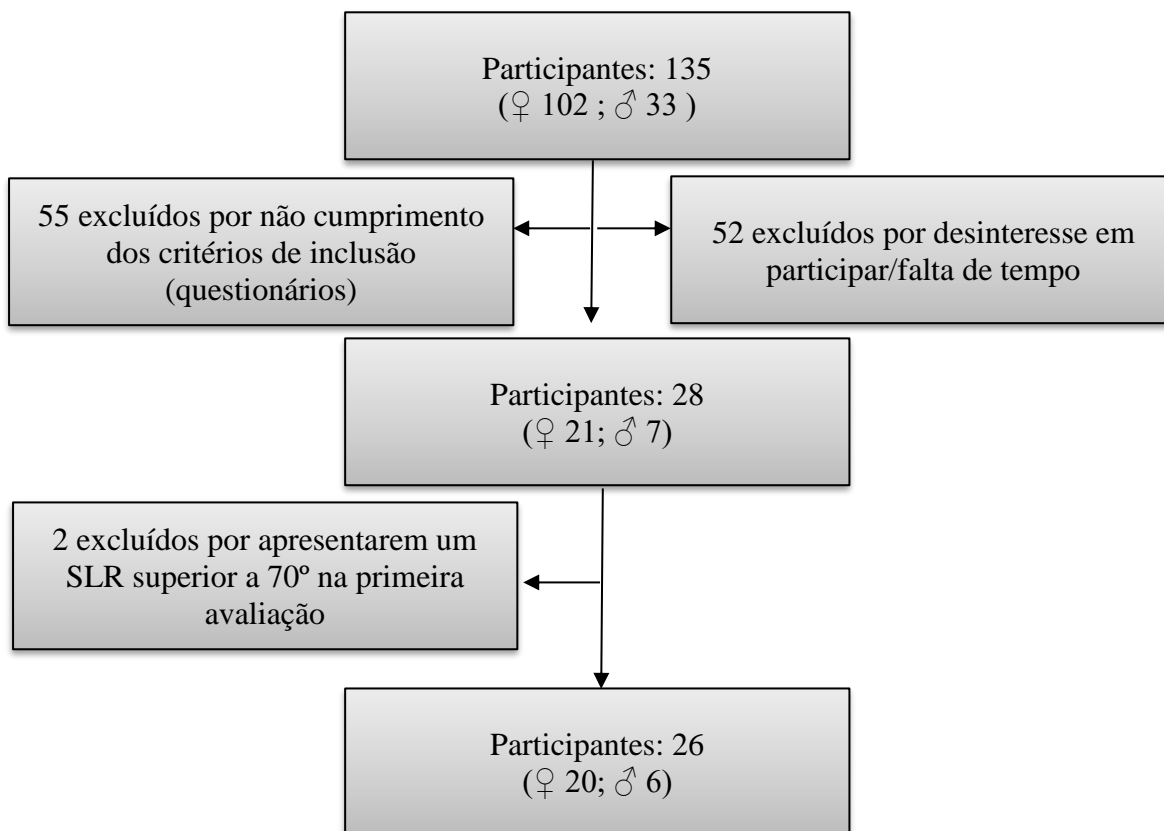 Participantes: 135
(♀ 102 ; ♂ 33 )
55 excluídos por não cumprimento
dos critérios de inclusão
(questionários)
52 excluídos por desinteresse em
participar/falta de tempo
Participantes: 28
(♀ 21; ♂ 7)
2 excluídos por apresentarem um
SLR superior a 70º na primeira
avaliação
Participantes: 26
(♀ 20; ♂ 6)